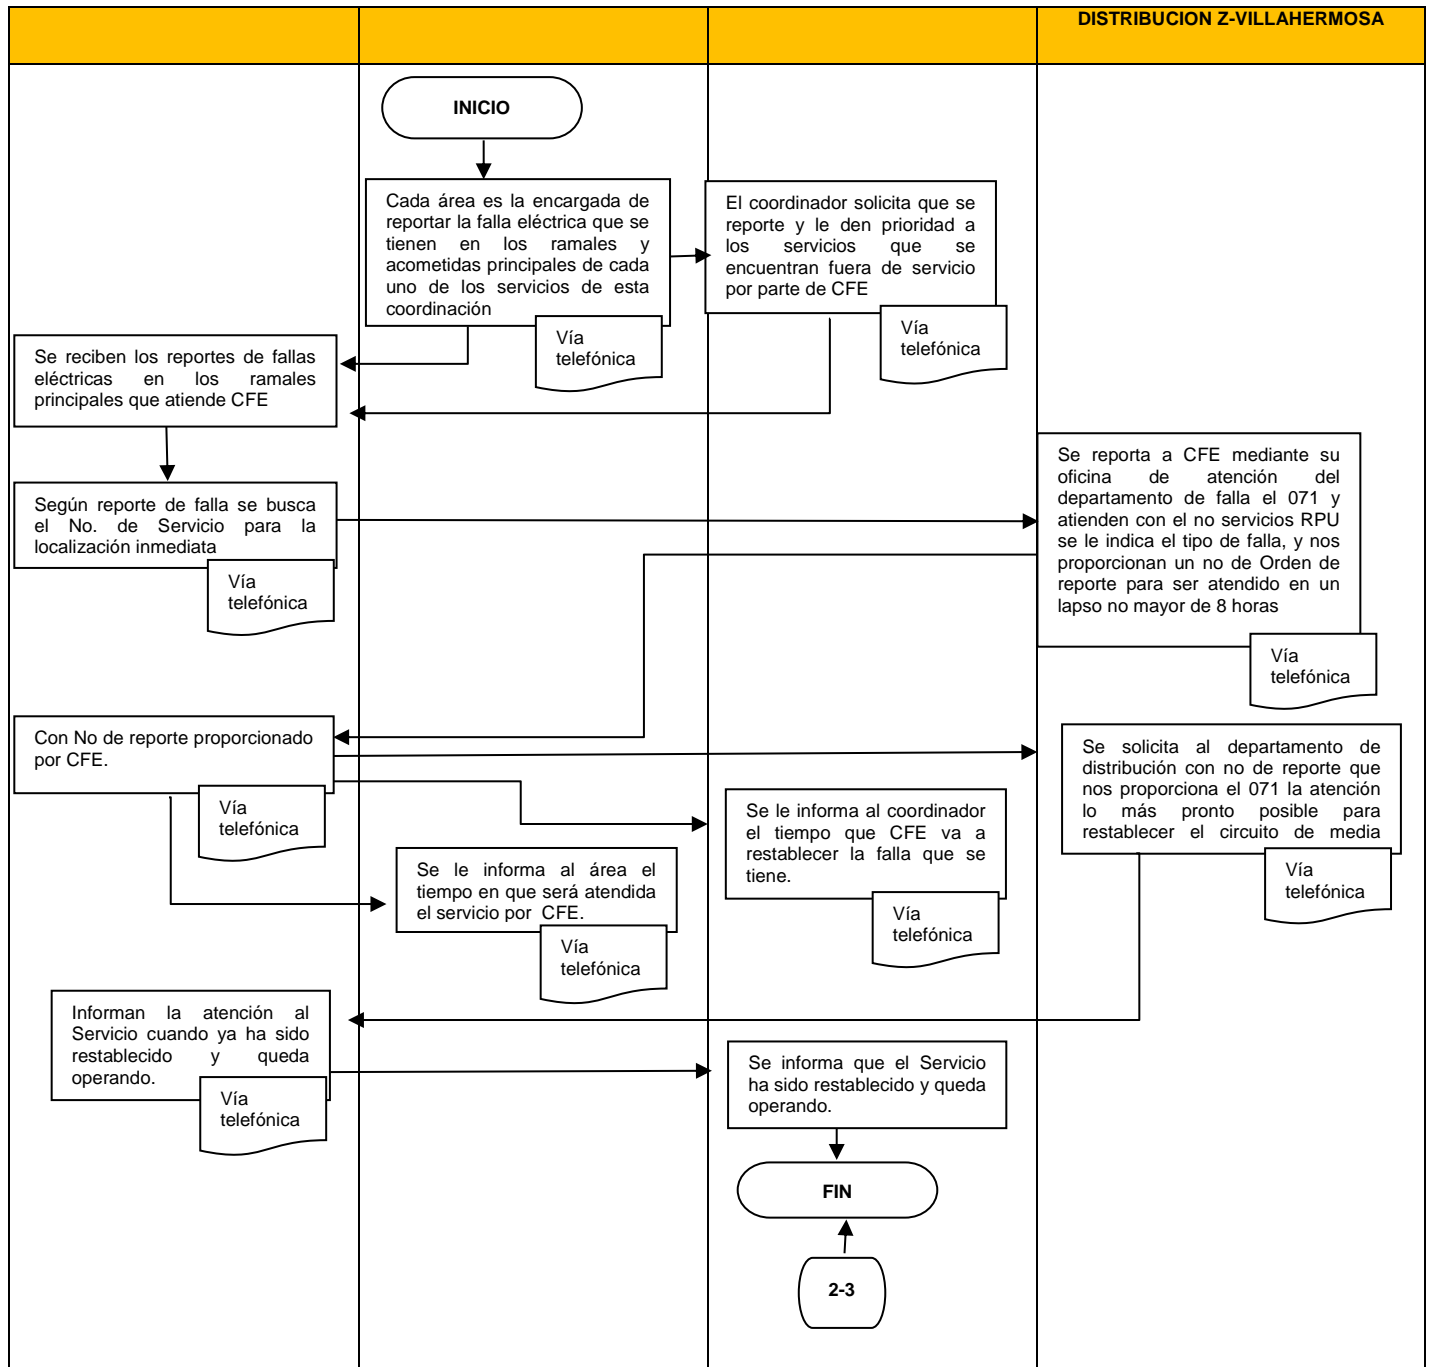 DISTRIBUCION Z-VILLAHERMOSA
INICIO
Cada área es la encargada de
reportar la falla eléctrica que se
tienen en los ramales y
acometidas principales de cada
uno de los servicios de esta
coordinación
Vía
telefónica
El coordinador solicita que se
reporte y le den prioridad a
los servicios que se
encuentran fuera de servicio
por parte de CFE
Vía
telefónica
Se reciben los reportes de fallas
eléctricas en los ramales
principales que atiende CFE
Según reporte de falla se busca
el No. de Servicio para la
localización inmediata
Vía
telefónica
Se reporta a CFE mediante su
oficina de atención del
departamento de falla el 071 y
atienden con el no servicios RPU
se le indica el tipo de falla, y nos
proporcionan un no de Orden de
reporte para ser atendido en un
lapso no mayor de 8 horas
Vía
telefónica
Con No de reporte proporcionado
por CFE.
Vía
telefónica
Se solicita al departamento de
distribución con no de reporte que
nos proporciona el 071 la atención
lo más pronto posible para
restablecer el circuito de media
Vía
telefónica
Se le informa al coordinador
el tiempo que CFE va a
restablecer la falla que se
tiene.
Vía
telefónica
Se le informa al área el
tiempo en que será atendida
el servicio por CFE.
Vía
telefónica
Informan la atención al
Servicio cuando ya ha sido
restablecido y queda
operando.
Vía
telefónica
Se informa que el Servicio
ha sido restablecido y queda
operando.
FIN
2-3